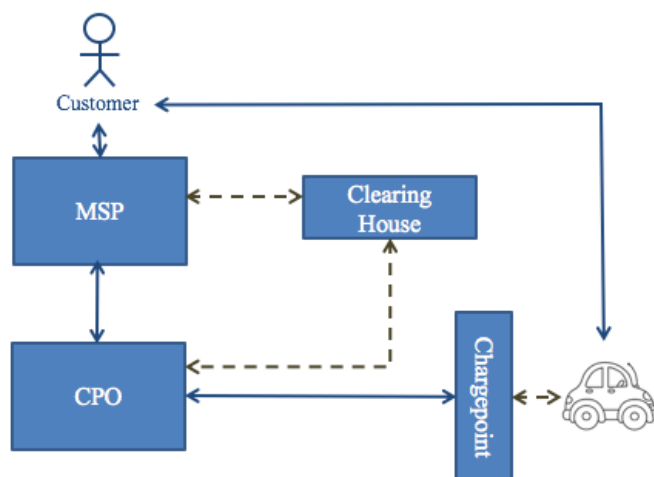 Customer
MSP
Clearing
House
CPO
Chargepoint